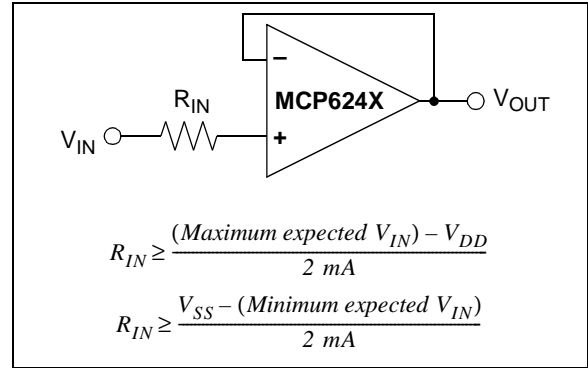 −
R_IN
MCP624X
V_OUT
V_IN
+
R_IN ≥ (Maximum expected V_IN) − V_DD
2 mA
R_IN ≥ V_SS − (Minimum expected V_IN)
2 mA